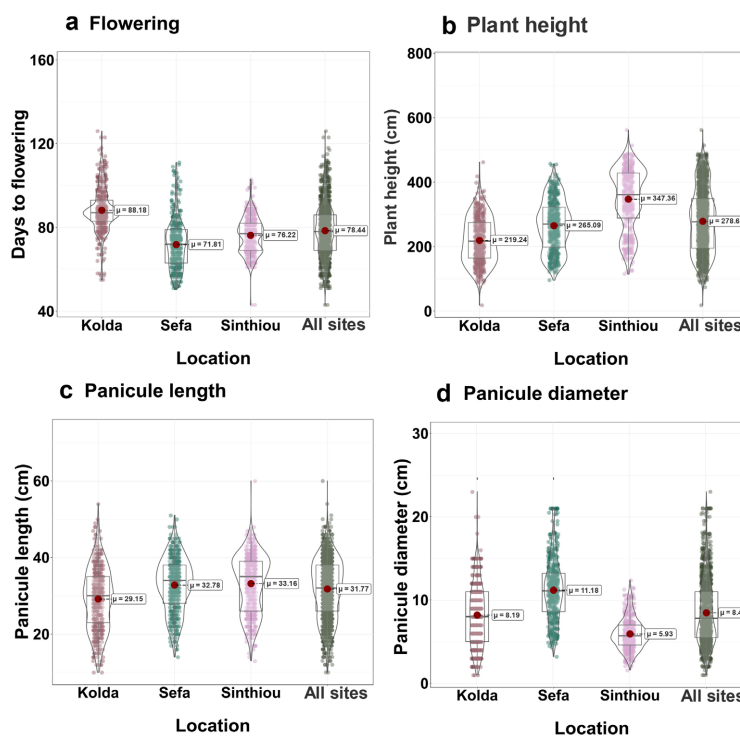 a Flowering
Days to flowering
160
120
80
40
μ = 88.18
μ = 71.81
μ = 76.22
μ = 78.44
Kolda Sefa Sinthiou All sites
Location
b Plant height
Plant height (cm)
800
600
400
200
0
μ = 219.24
μ = 265.09
μ = 347.36
μ = 278.6
Kolda Sefa Sinthiou All sites
Location
c Panicule length
Panicule length (cm)
60
40
20
μ = 29.15
μ = 32.78
μ = 33.16
μ = 31.77
Kolda Sefa Sinthiou All sites
Location
d Panicule diameter
Panicule diameter (cm)
30
20
10
0
μ = 8.19
μ = 11.18
μ = 5.93
μ = 8.4
Kolda Sefa Sinthiou All sites
Location